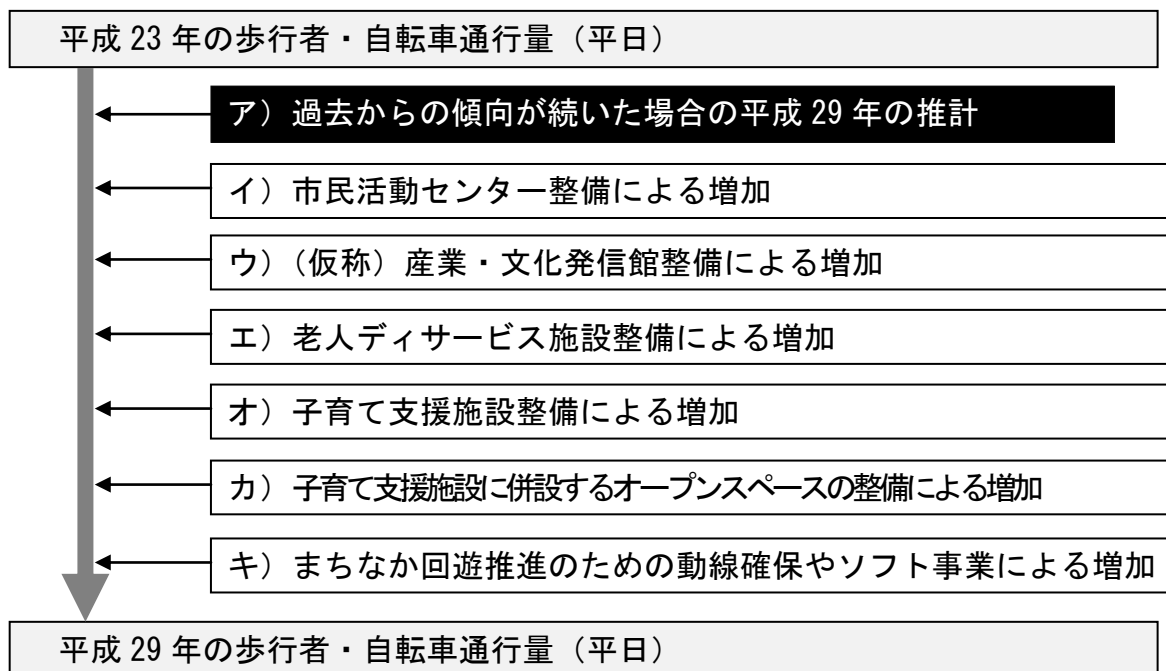 平成 23 年の歩行者・自転車通行量（平日）
ア）過去からの傾向が続いた場合の平成 29 年の推計
イ）市民活動センター整備による増加
ウ）（仮称）産業・文化発信館整備による増加
エ）老人ディサービス施設整備による増加
オ）子育て支援施設整備による増加
カ）子育て支援施設に併設するオープンスペースの整備による増加
キ）まちなか回遊推進のための動線確保やソフト事業による増加
平成 29 年の歩行者・自転車通行量（平日）